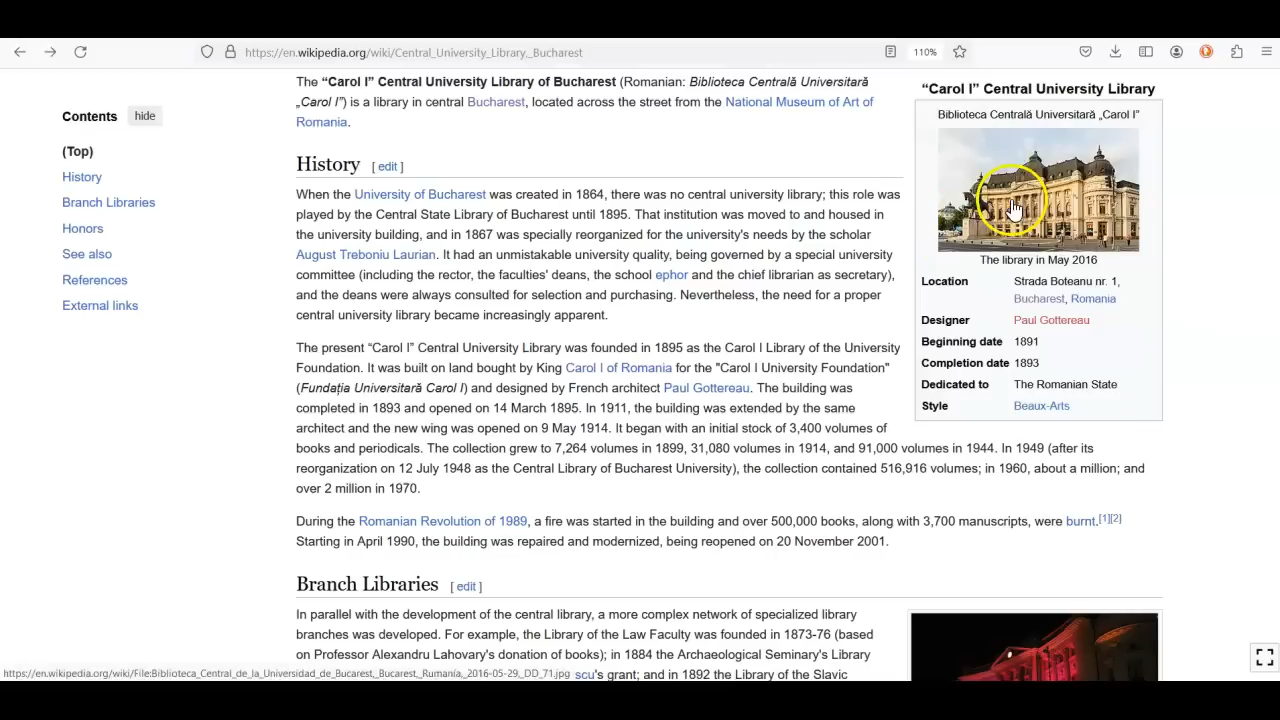 https://en.wikipedia.org/wiki/Central_University_Library,_Bucharest
110%
Contents
hide
(Top)
History
Branch Libraries
Honors
See also
References
External links
The “Carol I” Central University Library of Bucharest (Romanian: Biblioteca Centrală Universitară
„Carol I”) is a library in central Bucharest, located across the street from the National Museum of Art of
Romania.
History [ edit ]
When the University of Bucharest was created in 1864, there was no central university library; this role was
played by the Central State Library of Bucharest until 1895. That institution was moved to and housed in
the university building, and in 1867 was specially reorganized for the university's needs by the scholar
August Treboniu Laurian. It had an unmistakable university quality, being governed by a special university
committee (including the rector, the faculties' deans, the school ephor and the chief librarian as secretary),
and the deans were always consulted for selection and purchasing. Nevertheless, the need for a proper
central university library became increasingly apparent.
The present “Carol I” Central University Library was founded in 1895 as the Carol I Library of the University
Foundation. It was built on land bought by King Carol I of Romania for the "Carol I University Foundation"
(Fundația Universitară Carol I) and designed by French architect Paul Gottereau. The building was
completed in 1893 and opened on 14 March 1895. In 1911, the building was extended by the same
architect and the new wing was opened on 9 May 1914. It began with an initial stock of 3,400 volumes of
books and periodicals. The collection grew to 7,264 volumes in 1899, 31,080 volumes in 1914, and 91,000 volumes in 1944. In 1949 (after its
reorganization on 12 July 1948 as the Central Library of Bucharest University), the collection contained 516,916 volumes; in 1960, about a million; and
over 2 million in 1970.
During the Romanian Revolution of 1989, a fire was started in the building and over 500,000 books, along with 3,700 manuscripts, were burnt.[1][2]
Starting in April 1990, the building was repaired and modernized, being reopened on 20 November 2001.
Branch Libraries [ edit ]
In parallel with the development of the central library, a more complex network of specialized library
branches was developed. For example, the Library of the Law Faculty was founded in 1873-76 (based
on Professor Alexandru Lahovary's donation of books); in 1884 the Archaeological Seminary's Library
scu's grant; and in 1892 the Library of the Slavic
“Carol I” Central University Library
Biblioteca Centrală Universitară „Carol I”
The library in May 2016
Location Strada Boteanu nr. 1,
Bucharest, Romania
Designer Paul Gottereau
Beginning date 1891
Completion date 1893
Dedicated to The Romanian State
Style Beaux-Arts
https://en.wikipedia.org/wiki/File:Biblioteca_Central_de_la_Universidad_de_Bucarest,_Bucarest,_Rumanía,_2016-05-29,_DD_71.jpg